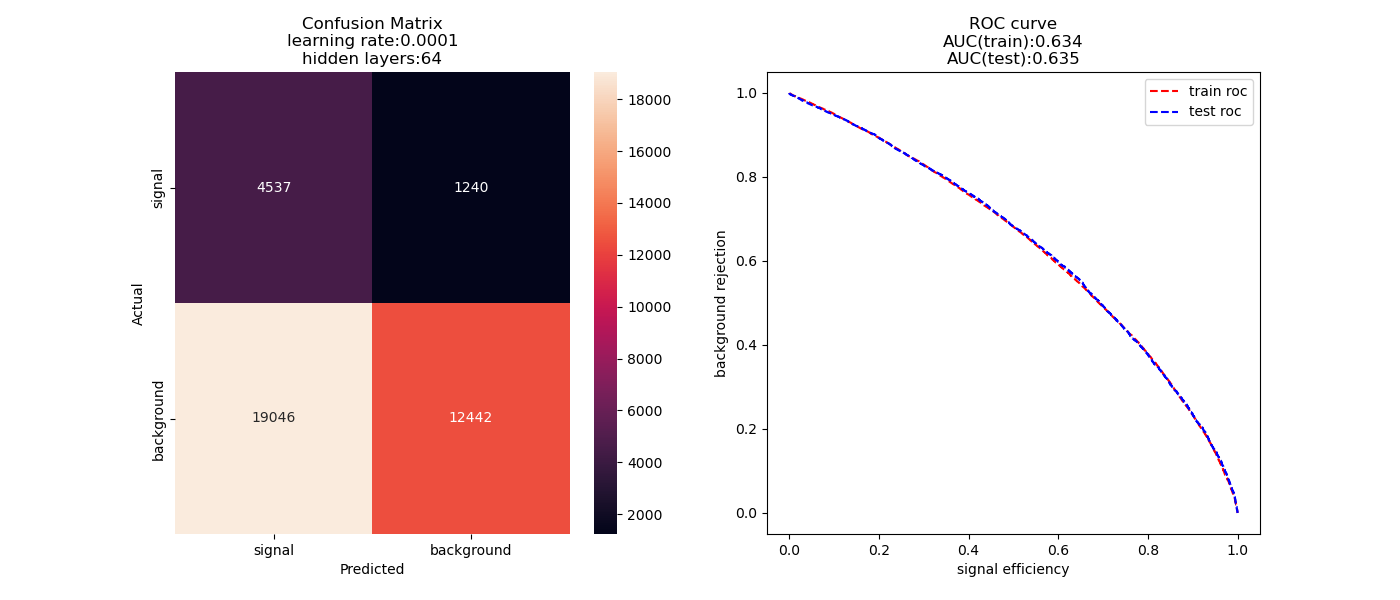 Confusion Matrix
learning rate:0.0001
hidden layers:64
signal
background
Actual
4537
1240
19046
12442
signal
background
Predicted
18000
16000
14000
12000
10000
8000
6000
4000
2000
ROC curve
AUC(train):0.634
AUC(test):0.635
train roc
test roc
background rejection
1.0
0.8
0.6
0.4
0.2
0.0
0.0
0.2
0.4
0.6
0.8
1.0
signal efficiency